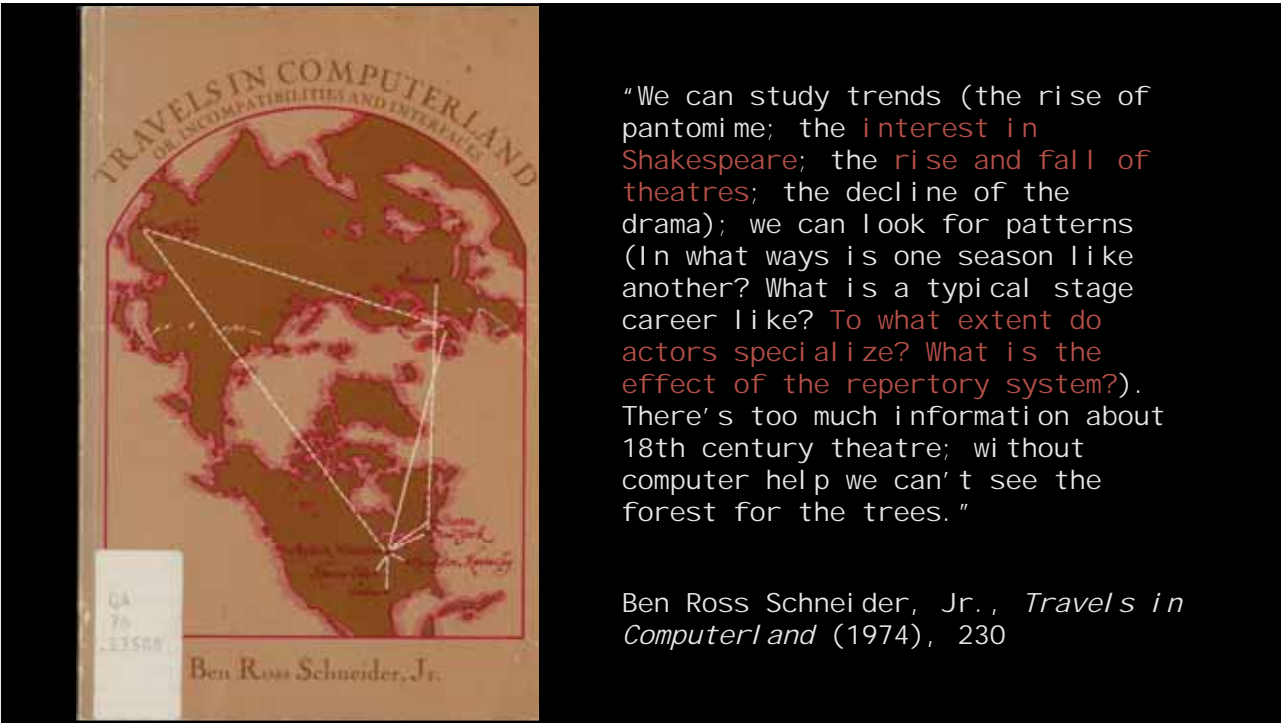 TRAVELS IN COMPUTERLAND
OR INCOMPATIBILITIES AND INTERFACES
New York
QA
76
Ben Ross Schneider, Jr.
“We can study trends (the rise of
pantomime; the interest in
Shakespeare; the rise and fall of
theatres; the decline of the
drama); we can look for patterns
(In what ways is one season like
another? What is a typical stage
career like? To what extent do
actors specialize? What is the
effect of the repertory system?).
There’s too much information about
18th century theatre; without
computer help we can’t see the
forest for the trees.”
Ben Ross Schneider, Jr., Travels in
Computerland (1974), 230